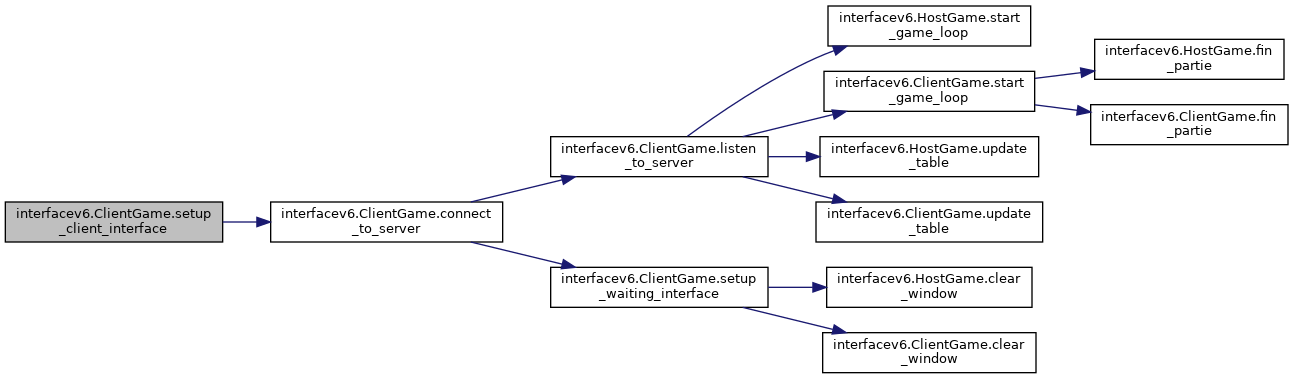 interfacev6.ClientGame.setup
_client_interface
interfacev6.ClientGame.connect
_to_server
interfacev6.ClientGame.listen
_to_server
interfacev6.HostGame.start
_game_loop
interfacev6.ClientGame.start
_game_loop
interfacev6.HostGame.fin
_partie
interfacev6.ClientGame.fin
_partie
interfacev6.HostGame.update
_table
interfacev6.ClientGame.update
_table
interfacev6.ClientGame.setup
_waiting_interface
interfacev6.HostGame.clear
_window
interfacev6.ClientGame.clear
_window